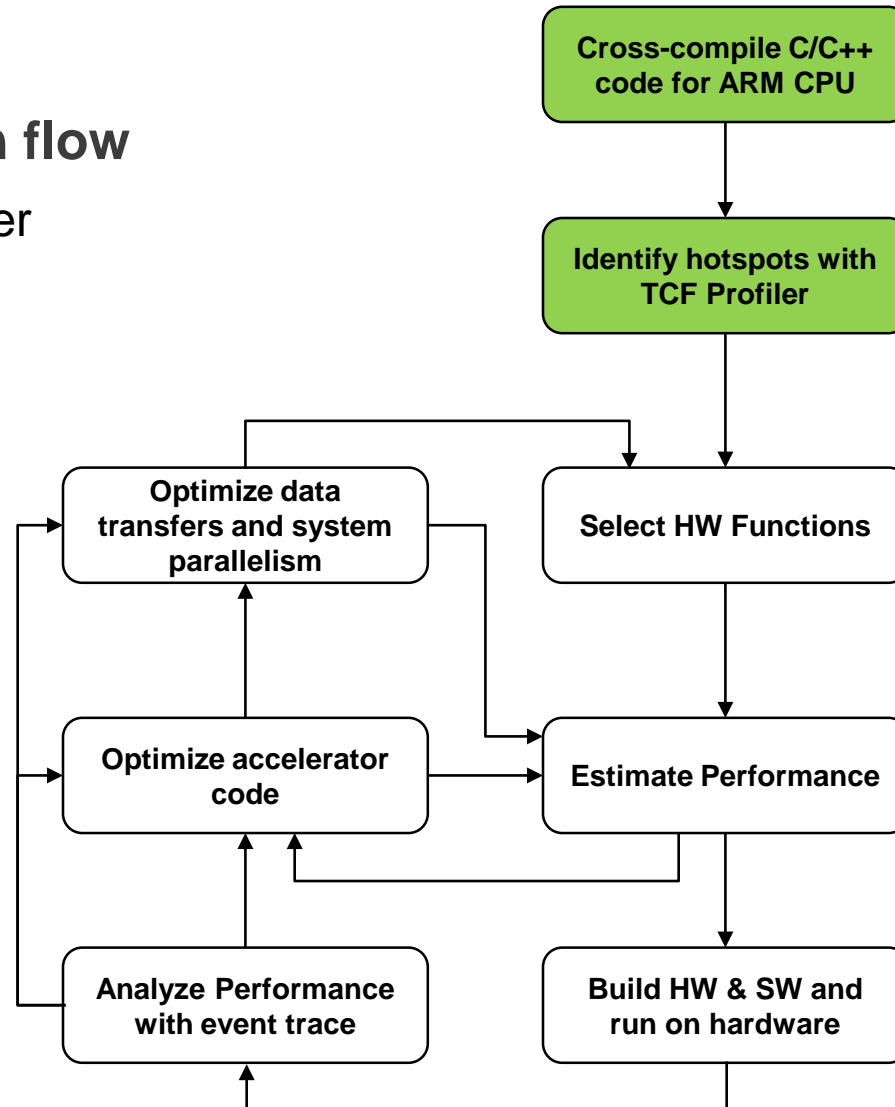 Cross-compile C/C++
code for ARM CPU
flow
er
Identify hotspots with
TCF Profiler
Optimize data
transfers and system
parallelism
Select HW Functions
Optimize accelerator
code
Estimate Performance
Analyze Performance
with event trace
Build HW & SW and
run on hardware